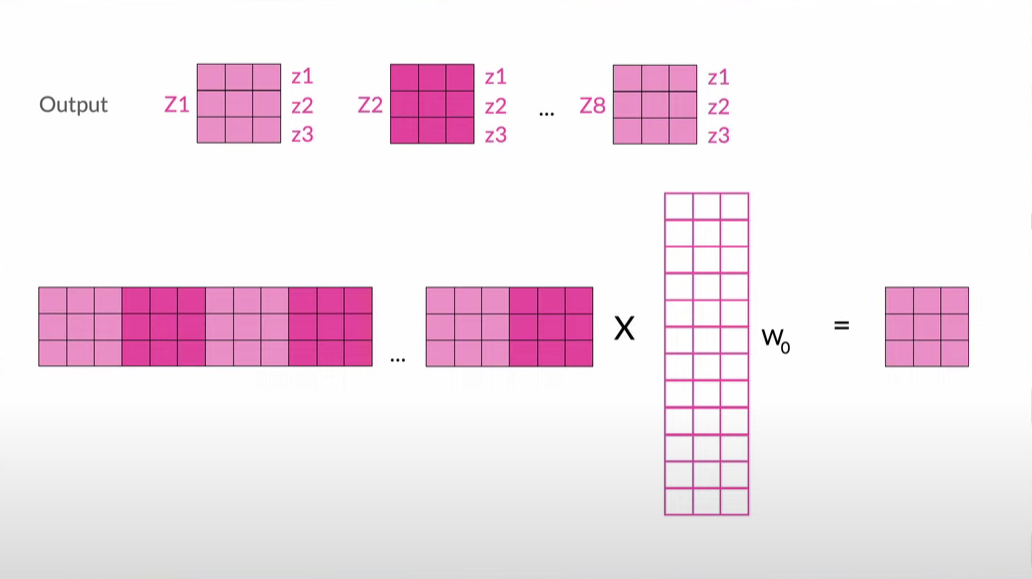 Output Z1 z1 Z2 z1 ... Z8 z1
z2 z2 z2
z3 z3 z3
... X W0 =